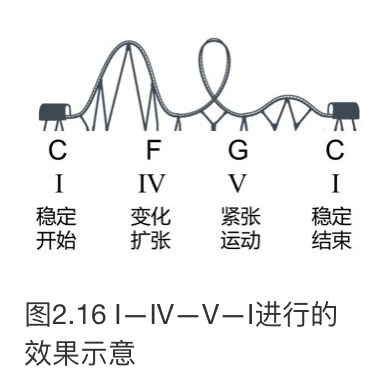 C F G C
I IV V I
稳定 变化 紧张 稳定
开始 扩张 运动 结束
图2.16 I—IV—V—I进行的
效果示意